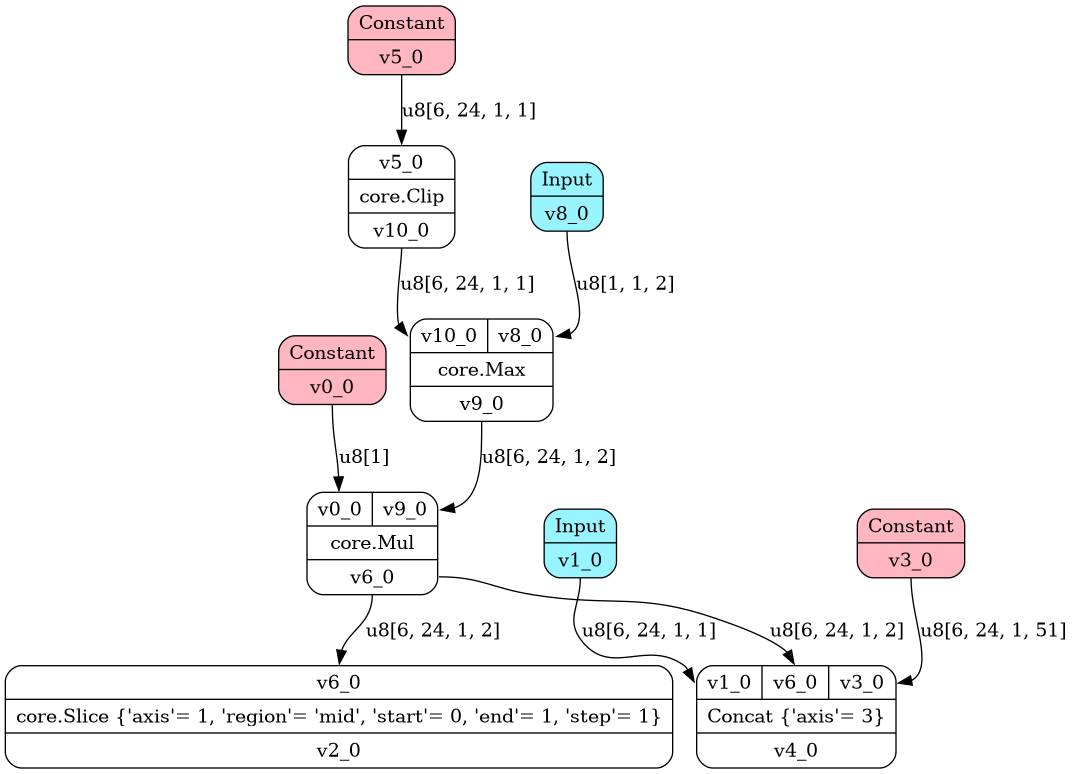 Constant
v5_0
u8[6, 24, 1, 1]
v5_0
core.Clip
v10_0
Input
v8_0
u8[6, 24, 1, 1]
u8[1, 1, 2]
Constant
v0_0
v10_0 v8_0
core.Max
v9_0
u8[1]
u8[6, 24, 1, 2]
v0_0 v9_0
core.Mul
v6_0
Input
v1_0
Constant
v3_0
u8[6, 24, 1, 2]
u8[6, 24, 1, 1]
u8[6, 24, 1, 2]
u8[6, 24, 1, 51]
v6_0
core.Slice {'axis'= 1, 'region'= 'mid', 'start'= 0, 'end'= 1, 'step'= 1}
v2_0
v1_0 v6_0 v3_0
Concat {'axis'= 3}
v4_0